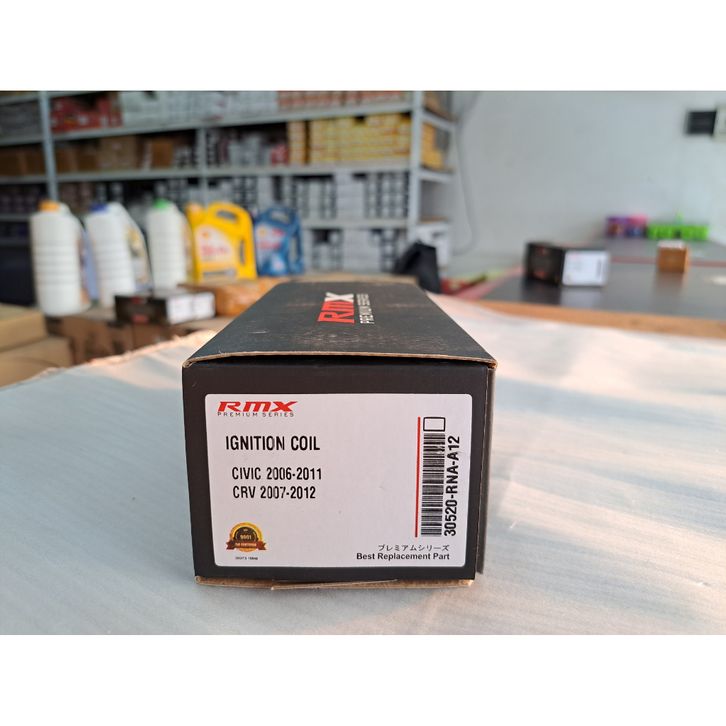 RMX
PREMIUM SERIES
RMX
PREMIUM SERIES
IGNITION COIL
CIVIC 2006-2011
CRV 2007-2012
30520-RNA-A12
9001
プレミアムシリーズ
Best Replacement Part